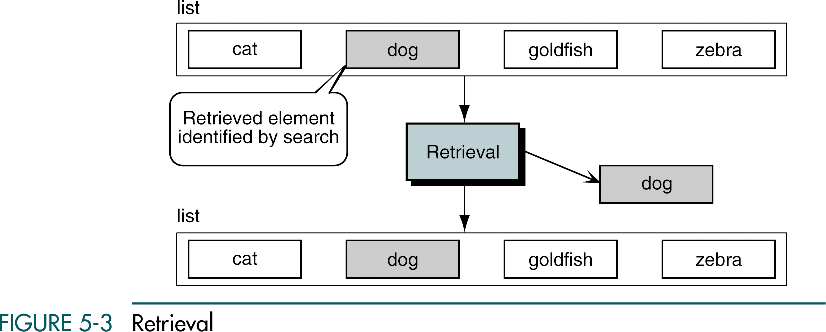 list
cat dog goldfish zebra
Retrieved element
identified by search
Retrieval
dog
list
cat dog goldfish zebra
FIGURE 5-3 Retrieval